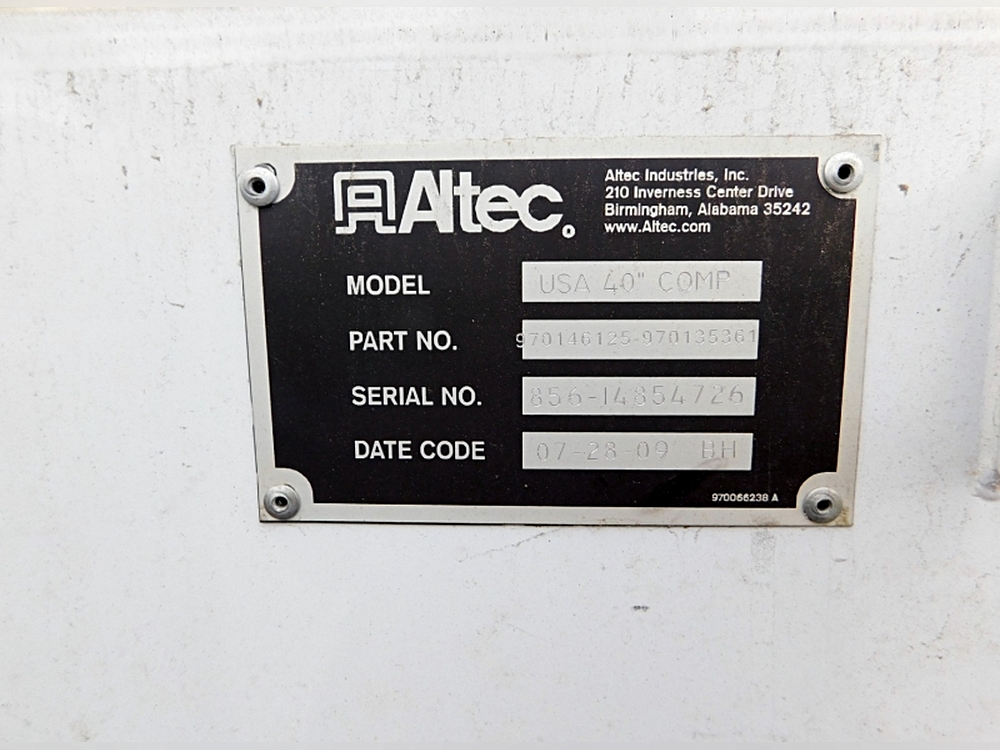 Altec
Altec Industries, Inc.
210 Inverness Center Drive
Birmingham, Alabama 35242
www.Altec.com
MODEL USA 40" COMP
PART NO. 970146125-970135361
SERIAL NO. 856-14854726
DATE CODE 07-28-09 BH
970066238 A